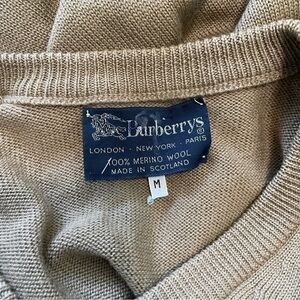 Burberrys®
LONDON · NEW YORK · PARIS
100% MERINO WOOL
MADE IN SCOTLAND
M